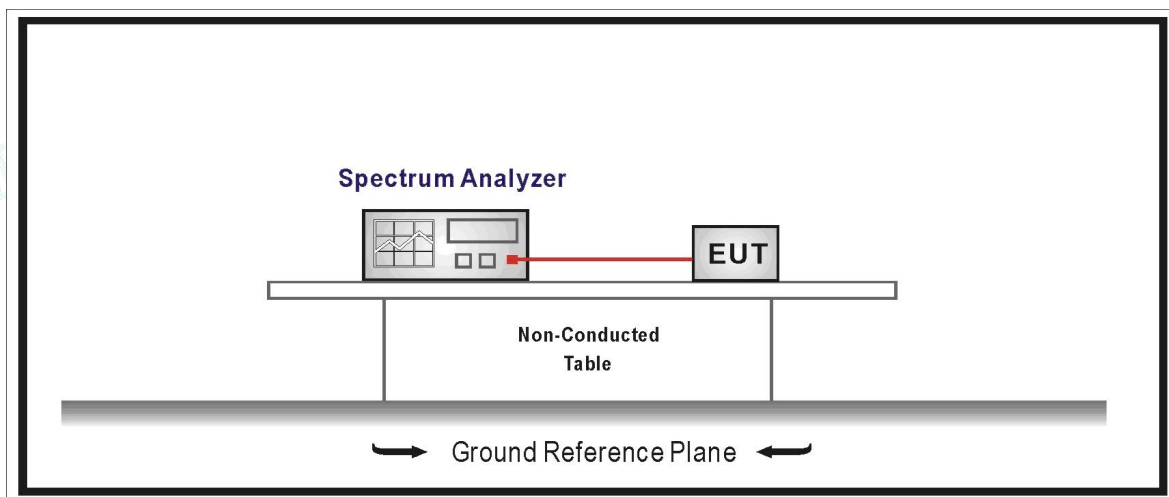 Spectrum Analyzer
EUT
Non-Conducted
Table
Ground Reference Plane